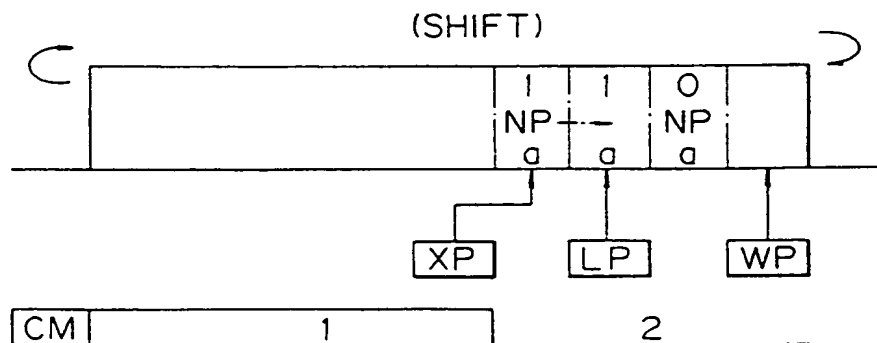 (SHIFT)
1 1 0
NP NP
a a a
XP LP WP
CM 1 2